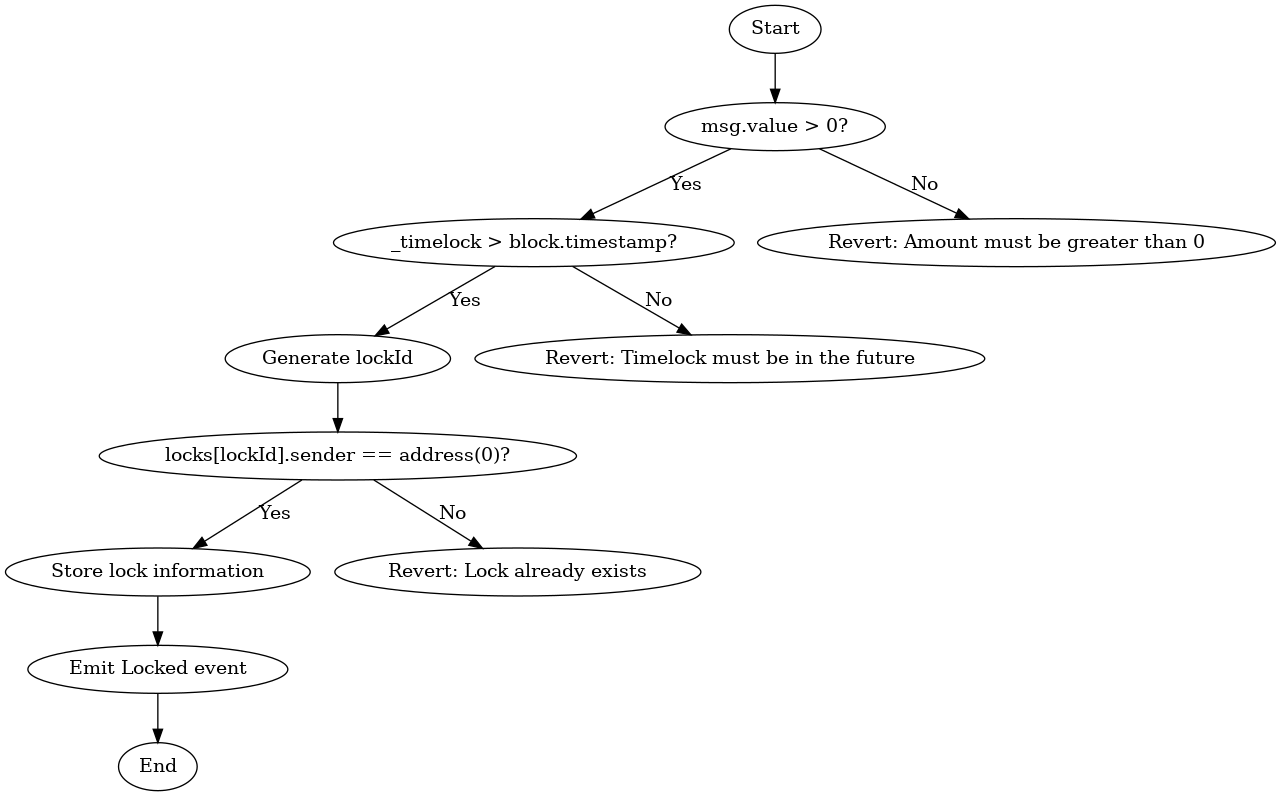 Start
msg.value > 0?
Yes
No
_timelock > block.timestamp?
Revert: Amount must be greater than 0
Yes
No
Generate lockId
Revert: Timelock must be in the future
locks[lockId].sender == address(0)?
Yes
No
Store lock information
Revert: Lock already exists
Emit Locked event
End